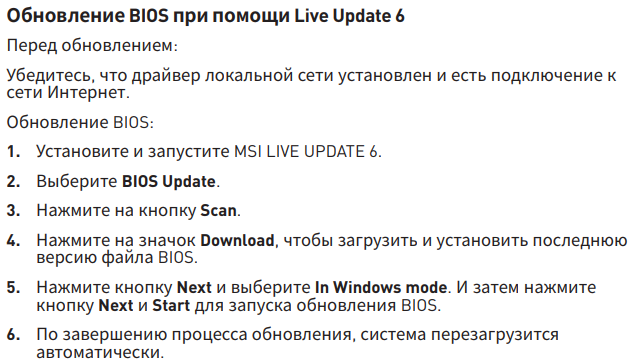 Обновление BIOS при помощи Live Update 6
Перед обновлением:
Убедитесь, что драйвер локальной сети установлен и есть подключение к
сети Интернет.
Обновление BIOS:
1. Установите и запустите MSI LIVE UPDATE 6.
2. Выберите BIOS Update.
3. Нажмите на кнопку Scan.
4. Нажмите на значок Download, чтобы загрузить и установить последнюю
версию файла BIOS.
5. Нажмите кнопку Next и выберите In Windows mode. И затем нажмите
кнопку Next и Start для запуска обновления BIOS.
6. По завершению процесса обновления, система перезагрузится
автоматически.